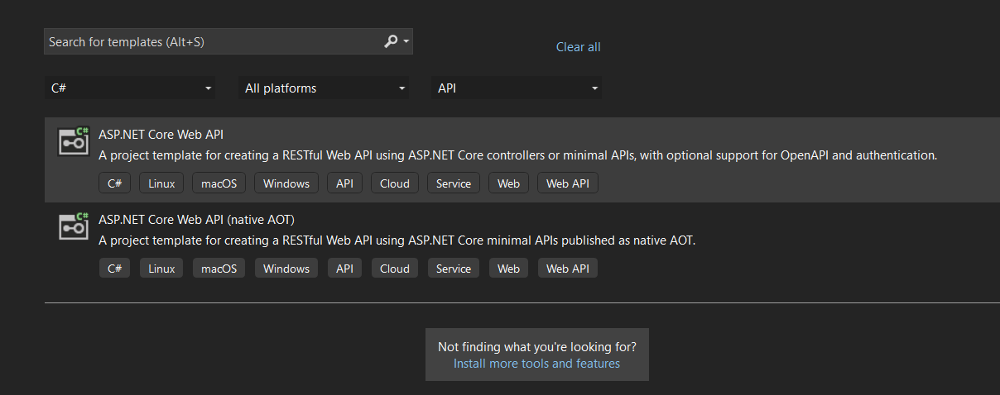 Search for templates (Alt+S)
Clear all
C#
All platforms
API
C#
ASP.NET Core Web API
A project template for creating a RESTful Web API using ASP.NET Core controllers or minimal APIs, with optional support for OpenAPI and authentication.
C# Linux macOS Windows API Cloud Service Web Web API
C#
ASP.NET Core Web API (native AOT)
A project template for creating a RESTful Web API using ASP.NET Core minimal APIs published as native AOT.
C# Linux macOS Windows API Cloud Service Web Web API
Not finding what you're looking for?
Install more tools and features